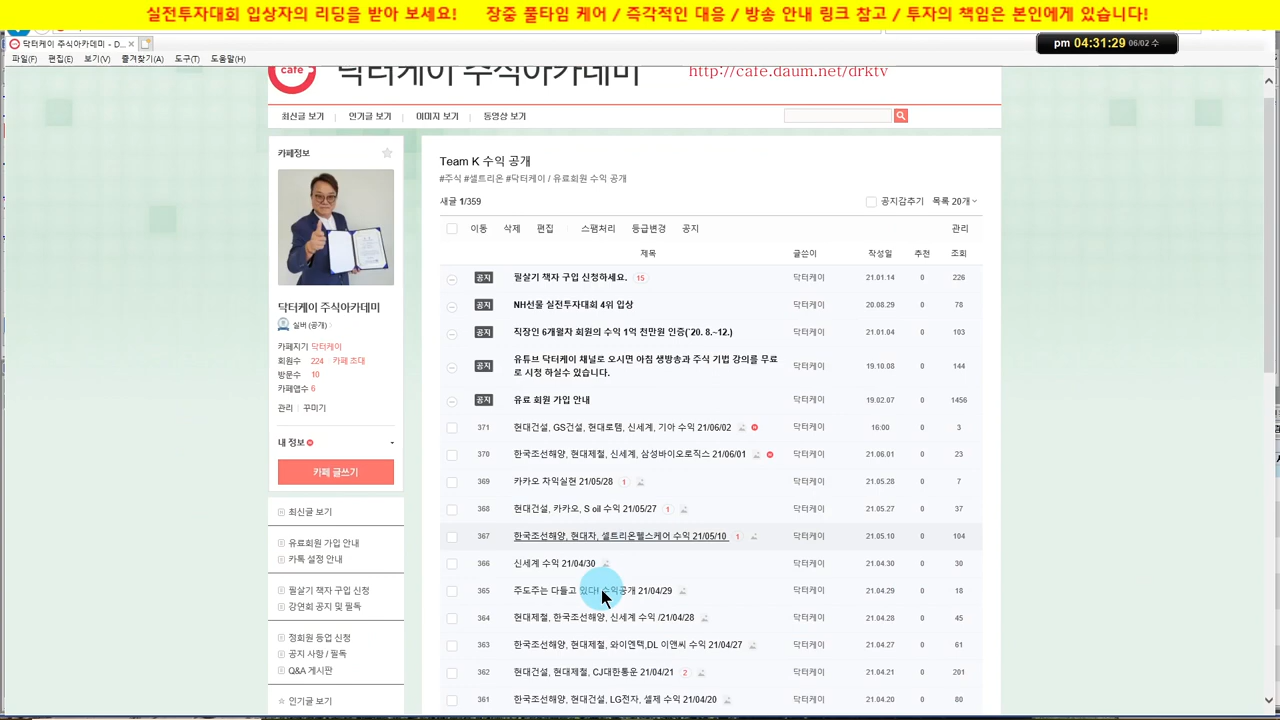 실전투자대회 입상자의 리딩을 받아 보세요! 장중 풀타임 케어 / 즉각적인 대응 / 방송 안내 링크 참고 / 투자의 책임은 본인에게 있습니다!
닥터케이 주식아카데미 - D...
pm 04:31:29 06/02 수
파일(F) 편집(E) 보기(V) 즐겨찾기(A) 도구(T) 도움말(H)
cafe 닥터케이 주식아카데미 http://cafe.daum.net/drktv
최신글 보기 인기글 보기 이미지 보기 동영상 보기
카페정보
닥터케이 주식아카데미
실버 (공개)
카페지기 닥터케이
회원수 224 카페 초대
방문수 10
카페앱수 6
관리 꾸미기
내 정보
카페 글쓰기
최신글 보기
유료회원 가입 안내
카톡 설정 안내
필살기 책자 구입 신청
강연회 공지 및 필독
정회원 등업 신청
공지 사항 / 필독
Q&A 게시판
인기글 보기
Team K 수익 공개
#주식 #셀트리온 #닥터케이 / 유료회원 수익 공개
새글 1/359 공지감추기 목록 20개
이동 삭제 편집 스팸처리 등급변경 공지 관리
제목 글쓴이 작성일 추천 조회
공지 필살기 책자 구입 신청하세요. 15 닥터케이 21.01.14 0 226
공지 NH선물 실전투자대회 4위 입상 닥터케이 20.08.29 0 78
공지 직장인 6개월차 회원의 수익 1억 천만원 인증(`20. 8.~12.) 닥터케이 21.01.04 0 103
공지 유튜브 닥터케이 채널로 오시면 아침 생방송과 주식 기법 강의를 무료
로 시청 하실수 있습니다. 닥터케이 19.10.08 0 144
공지 유료 회원 가입 안내 닥터케이 19.02.07 0 1456
371 현대건설, GS건설, 현대로템, 신세계, 기아 수익 21/06/02 닥터케이 16:00 0 3
370 한국조선해양, 현대제철, 신세계, 삼성바이오로직스 21/06/01 닥터케이 21.06.01 0 23
369 카카오 자익실현 21/05/28 1 닥터케이 21.05.28 0 7
368 현대건설, 카카오, S oil 수익 21/05/27 1 닥터케이 21.05.27 0 37
367 한국조선해양, 현대차, 셀트리온헬스케어 수익 21/05/10 1 닥터케이 21.05.10 0 104
366 신세계 수익 21/04/30 닥터케이 21.04.30 0 30
365 주도주는 다들고 있다! 수익공개 21/04/29 닥터케이 21.04.29 0 18
364 현대제철, 한국조선해양, 신세계 수익 /21/04/28 닥터케이 21.04.28 0 45
363 한국조선해양, 현대제철, 와이엔텍,DL 이앤씨 수익 21/04/27 닥터케이 21.04.27 0 61
362 현대건설, 현대제철, CJ대한통운 21/04/21 2 닥터케이 21.04.21 0 201
361 한국조선해양, 현대건설, LG전자, 셀제 수익 21/04/20 닥터케이 21.04.20 0 80